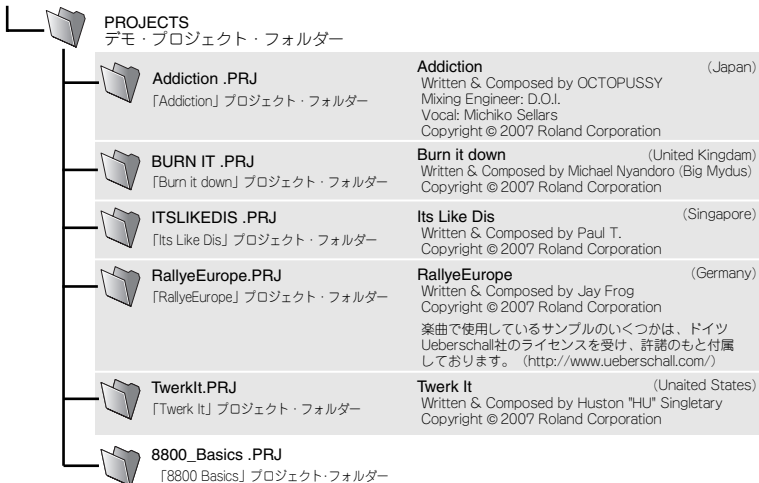 PROJECTS
デモ・プロジェクト・フォルダー
Addiction .PRJ
「Addiction」プロジェクト・フォルダー
Addiction (Japan)
Written & Composed by OCTOPUSSY
Mixing Engineer: D.O.I.
Vocal: Michiko Sellars
Copyright © 2007 Roland Corporation
BURN IT .PRJ
「Burn it down」プロジェクト・フォルダー
Burn it down (United Kingdam)
Written & Composed by Michael Nyandoro (Big Mydus)
Copyright © 2007 Roland Corporation
ITSLIKEDIS .PRJ
「Its Like Dis」プロジェクト・フォルダー
Its Like Dis (Singapore)
Written & Composed by Paul T.
Copyright © 2007 Roland Corporation
RallyeEurope.PRJ
「RallyeEurope」プロジェクト・フォルダー
RallyeEurope (Germany)
Written & Composed by Jay Frog
Copyright © 2007 Roland Corporation
楽曲で使用しているサンプルのいくつかは、ドイツ
Ueberschall社のライセンスを受け、許諾のもと付属
しております。（http://www.ueberschall.com/）
TwerkIt.PRJ
「Twerk It」プロジェクト・フォルダー
Twerk It (Unaited States)
Written & Composed by Huston "HU" Singletary
Copyright © 2007 Roland Corporation
8800_Basics .PRJ
「8800 Basics」プロジェクト・フォルダー